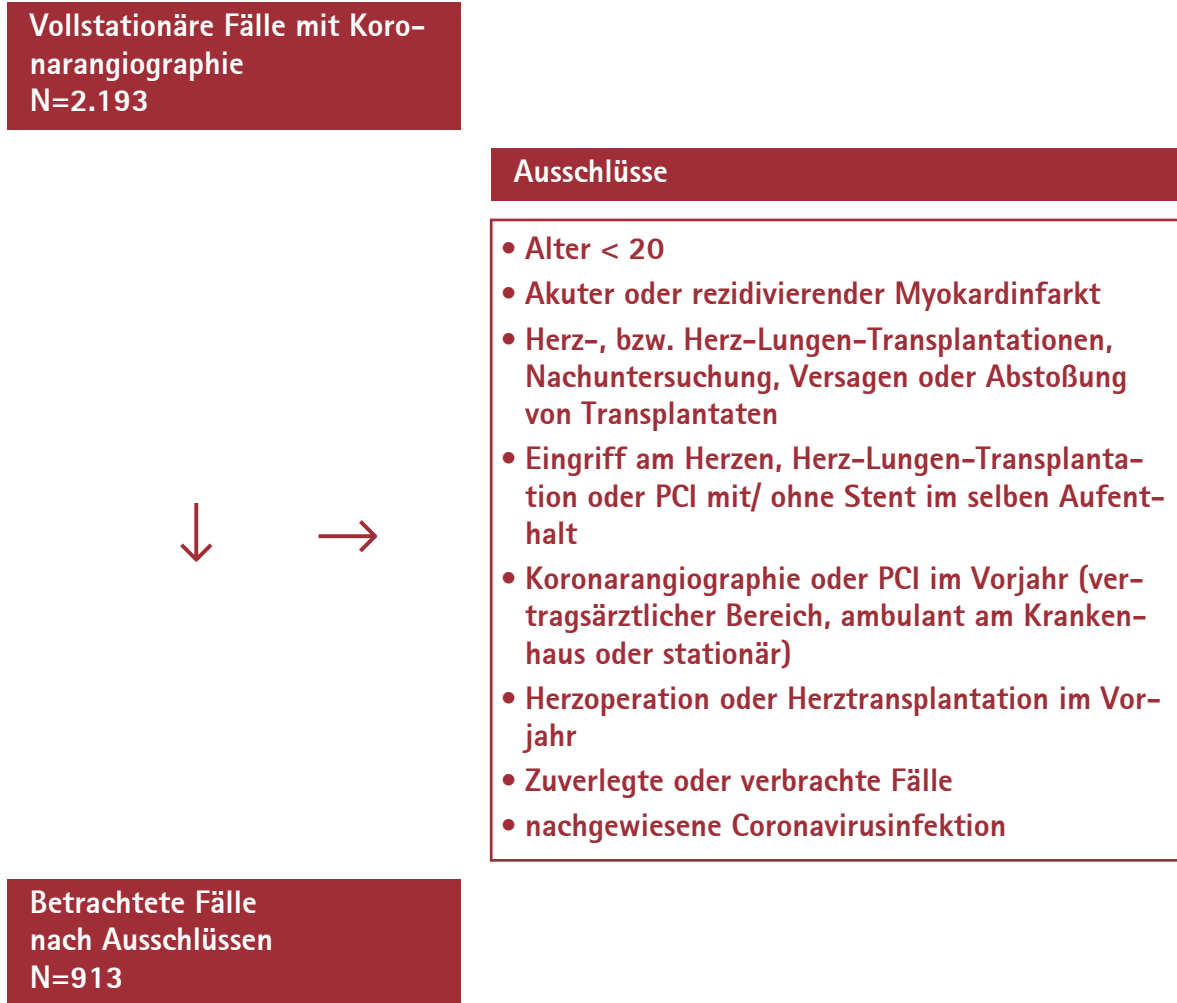 Vollstationäre Fälle mit Koro-
narangiographie
N=2.193
Ausschlüsse
• Alter < 20
• Akuter oder rezidivierender Myokardinfarkt
• Herz-, bzw. Herz-Lungen-Transplantationen,
Nachuntersuchung, Versagen oder Abstoßung
von Transplantaten
• Eingriff am Herzen, Herz-Lungen-Transplanta-
tion oder PCI mit/ ohne Stent im selben Aufent-
halt
• Koronarangiographie oder PCI im Vorjahr (ver-
tragsärztlicher Bereich, ambulant am Kranken-
haus oder stationär)
• Herzoperation oder Herztransplantation im Vor-
jahr
• Zuverlegte oder verbrachte Fälle
• nachgewiesene Coronavirusinfektion
Betrachtete Fälle
nach Ausschlüssen
N=913